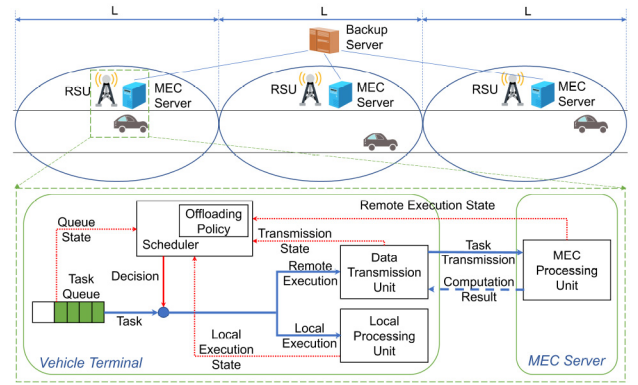 L
L
L
Backup
Server
RSU
MEC
Server
RSU
MEC
Server
RSU
MEC
Server
Remote Execution State
Offloading
Policy
Scheduler
Queue
State
Transmission
State
Decision
Remote
Execution
Data
Transmission
Unit
Task
Transmission
MEC
Processing
Unit
Computation
Result
Task
Queue
Task
Local
Execution
State
Local
Execution
Local
Processing
Unit
Vehicle Terminal
MEC Server